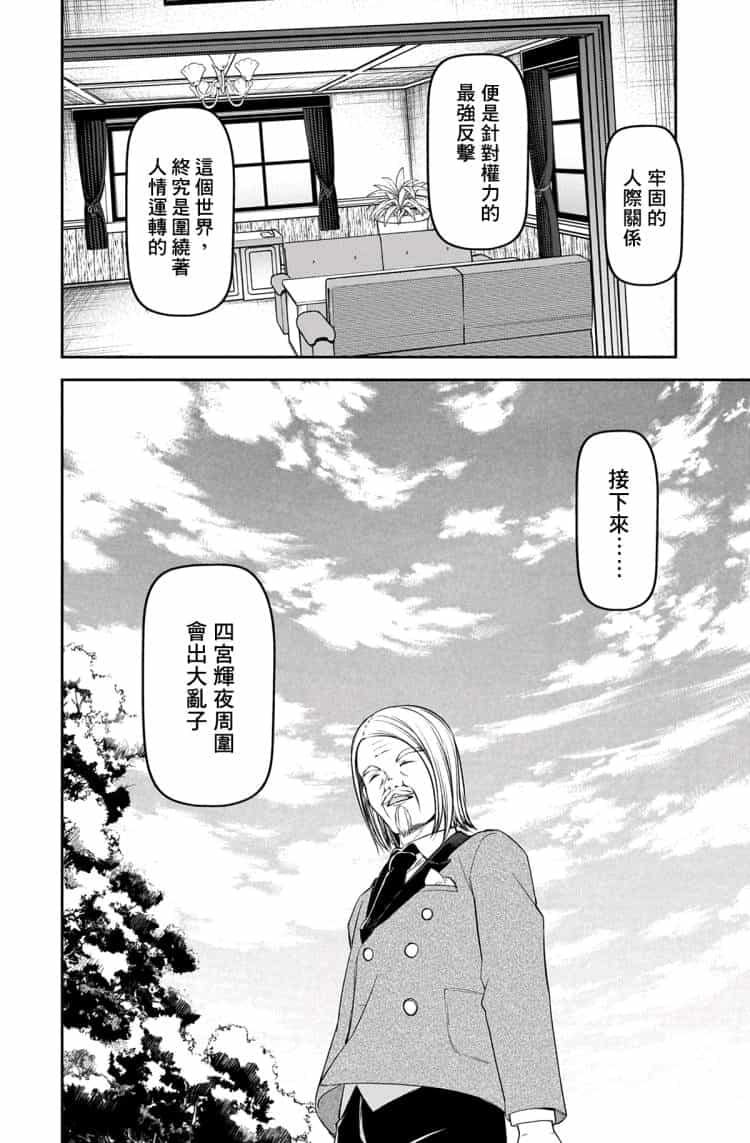 牢固的
人際關係
便是針對權力的
最強反擊
這個世界，
終究是圍繞著
人情運轉的
接下來……
四宮輝夜周圍
會出大亂子